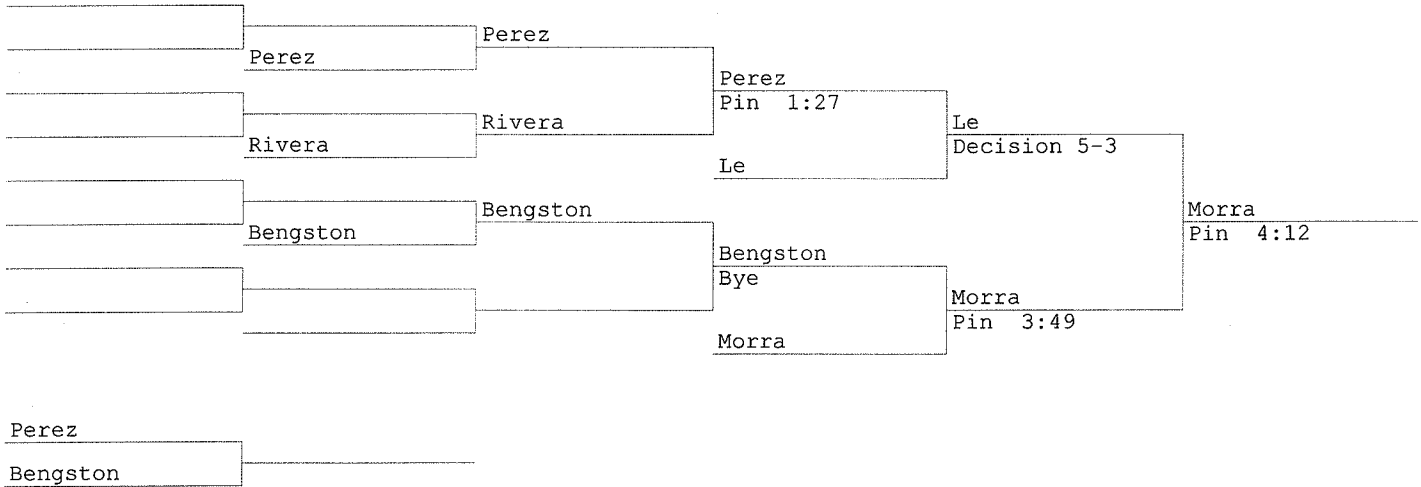 Perez
Perez
Perez
Pin 1:27
Rivera
Le
Rivera
Decision 5-3
Le
Bengston
Morra
Bengston
Pin 4:12
Bengston
Bye
Morra
Pin 3:49
Morra
Perez
Bengston